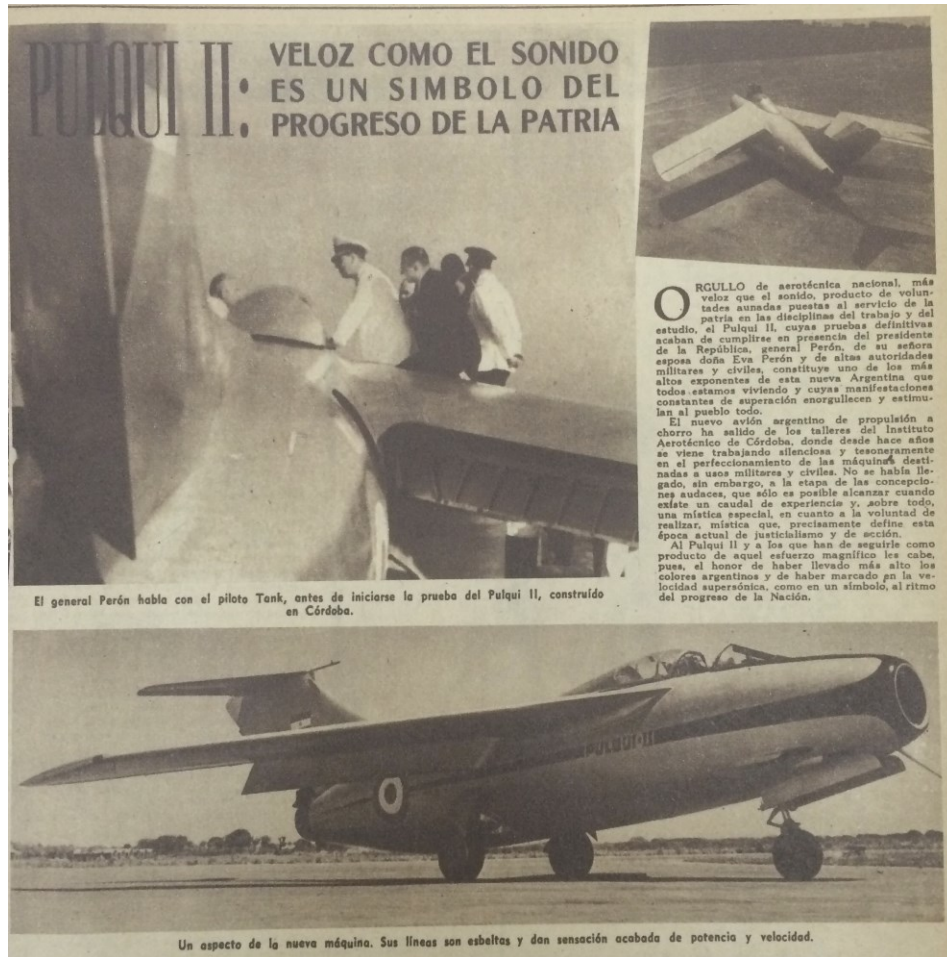 PULQUI II:
VELOZ COMO EL SONIDO
ES UN SIMBOLO DEL
PROGRESO DE LA PATRIA
El general Perón habla con el piloto Tank, antes de iniciarse la prueba del Pulqui II, construído
en Córdoba.
ORGULLO de aerotécnica nacional, más
veloz que el sonido, producto de volun-
tades aunadas puestas al servicio de la
patria en las disciplinas del trabajo y del
estudio, el Pulqui II, cuyas pruebas definitivas
acaban de cumplirse en presencia del presidente
de la República, general Perón, de su señora
esposa doña Eva Perón y de altas autoridades
militares y civiles, constituye uno de los más
altos exponentes de esta nueva Argentina que
todos estamos viviendo y cuyas manifestaciones
constantes de superación enorgullecen y estimu-
lan al pueblo todo.
El nuevo avión argentino de propulsión a
chorro ha salido de los talleres del Instituto
Aerotécnico de Córdoba, donde desde hace años
se viene trabajando silenciosa y tesoneramente
en el perfeccionamiento de las máquinas desti-
nadas a usos militares y civiles. No se había lle-
gado, sin embargo, a la etapa de las concepcio-
nes audaces, que sólo es posible alcanzar cuando
existe un caudal de experiencia y, sobre todo,
una mística especial, en cuanto a la voluntad de
realizar, mística que, precisamente define esta
época actual de justicialismo y de acción.
Al Pulqui II y a los que han de seguirle como
producto de aquel esfuerzo magnífico les cabe,
pues, el honor de haber llevado más alto los
colores argentinos y de haber marcado en la ve-
locidad supersónica, como en un símbolo, al ritmo
del progreso de la Nación.
PULQUI II
Un aspecto de la nueva máquina. Sus líneas son esbeltas y dan sensación acabada de potencia y velocidad.